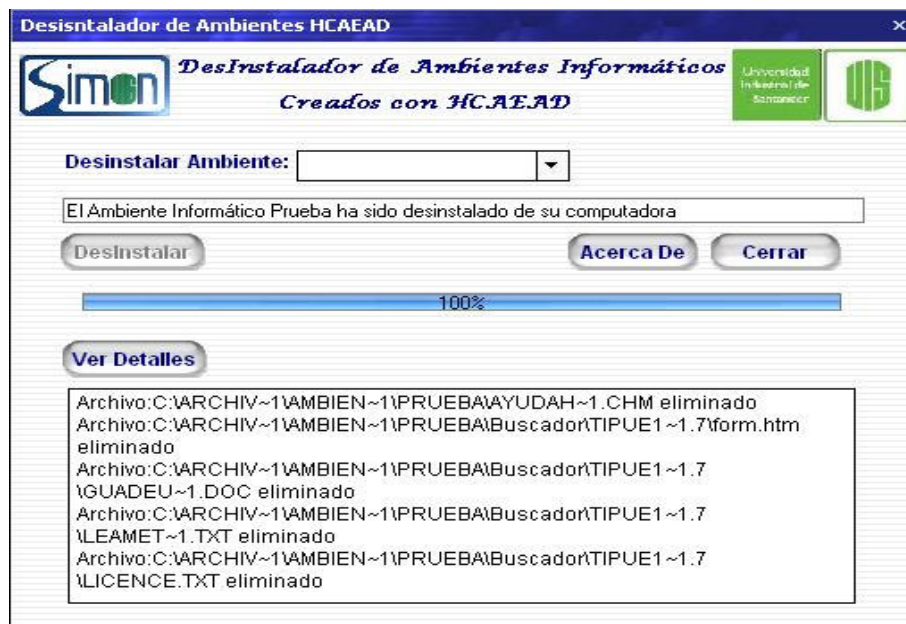 Desisntalador de Ambientes HCAEAD
x
Simon
DesInstalador de Ambientes Informáticos
Creados con HCAEAD
Universidad
Industrial de
Santander
UIS
Desinstalar Ambiente:
El Ambiente Informático Prueba ha sido desinstalado de su computadora
DesInstalar
Acerca De
Cerrar
100%
Ver Detalles
Archivo:C:\ARCHIV~1\AMBIEN~1\PRUEBA\AYUDAH~1.CHM eliminado
Archivo:C:\ARCHIV~1\AMBIEN~1\PRUEBA\Buscador\TIPUE1~1.7\form.htm
eliminado
Archivo:C:\ARCHIV~1\AMBIEN~1\PRUEBA\Buscador\TIPUE1~1.7
\GUADEU~1.DOC eliminado
Archivo:C:\ARCHIV~1\AMBIEN~1\PRUEBA\Buscador\TIPUE1~1.7
\LEAMET~1.TXT eliminado
Archivo:C:\ARCHIV~1\AMBIEN~1\PRUEBA\Buscador\TIPUE1~1.7
\LICENCE.TXT eliminado